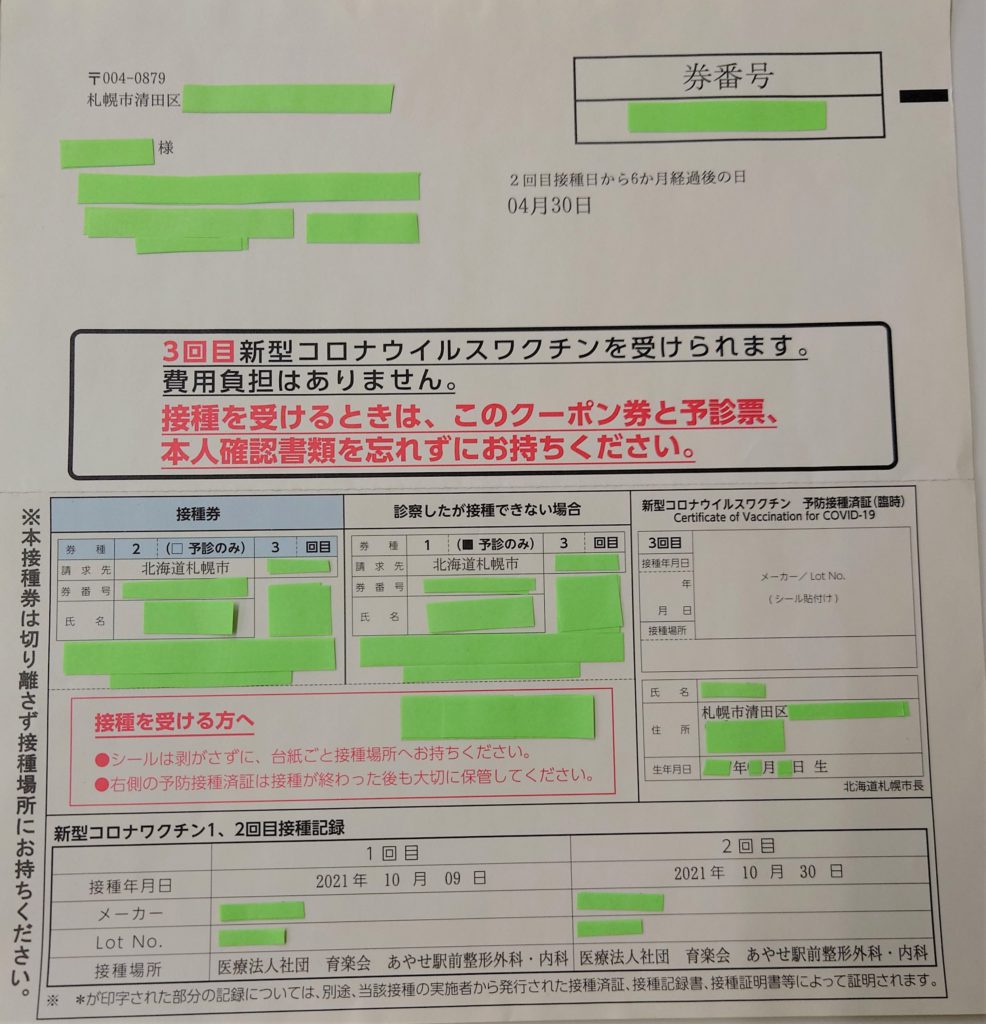 〒004-0879
札幌市清田区
様
券番号
2回目接種日から6か月経過後の日
04月30日
3回目新型コロナウイルスワクチンを受けられます。
費用負担はありません。
接種を受けるときは、このクーポン券と予診票、
本人確認書類を忘れずにお持ちください。
※本接種券は切り離さず接種場所にお持ちください。
接種券
券種 2 (□ 予診のみ) 3 回目
請求先 北海道札幌市
券番号
氏名
診察したが接種できない場合
券種 1 (■ 予診のみ) 3 回目
請求先 北海道札幌市
券番号
氏名
新型コロナウイルスワクチン 予防接種済証(臨時)
Certificate of Vaccination for COVID-19
3回目
接種年月日
年
月 日
接種場所
メーカー/Lot No.
(シール貼付け)
氏名
住所 札幌市清田区
生年月日 年 月 日 生
北海道札幌市長
接種を受ける方へ
●シールは剥がさずに、台紙ごと接種場所へお持ちください。
●右側の予防接種済証は接種が終わった後も大切に保管してください。
新型コロナワクチン1、2回目接種記録
1回目 2回目
接種年月日 2021年 10月 09日 2021年 10月 30日
メーカー
Lot No.
接種場所 医療法人社団 育楽会 あやせ駅前整形外科・内科 医療法人社団 育楽会 あやせ駅前整形外科・内科
※ *が印字された部分の記録については、別途、当該接種の実施者から発行された接種済証、接種記録書、接種証明書等によって証明されます。